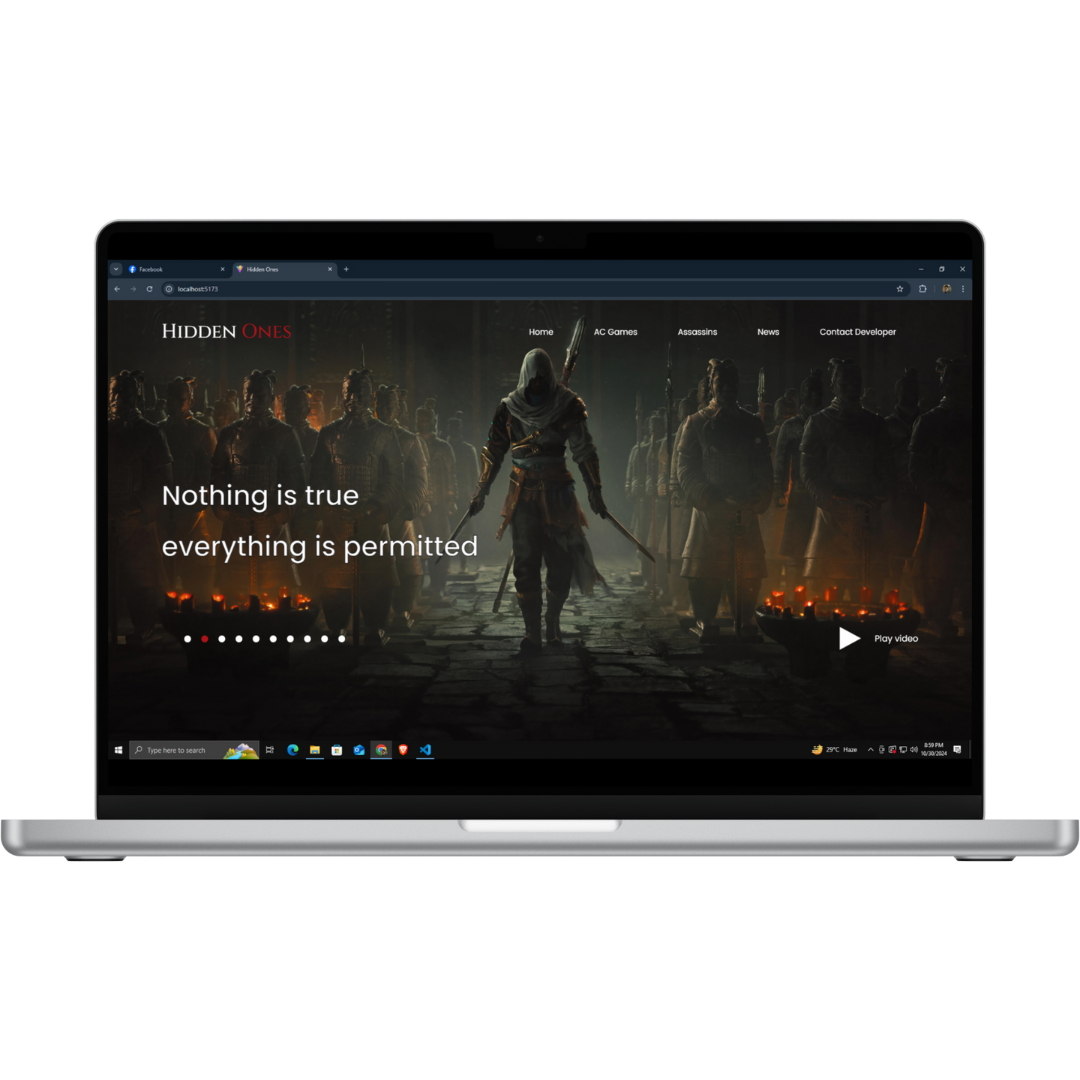 Facebook
Hidden Ones
localhost:5173
HIDDEN ONES
Home
AC Games
Assassins
News
Contact Developer
Nothing is true
everything is permitted
Play video
Type here to search
29°C Haze
8:59 PM
10/30/2024